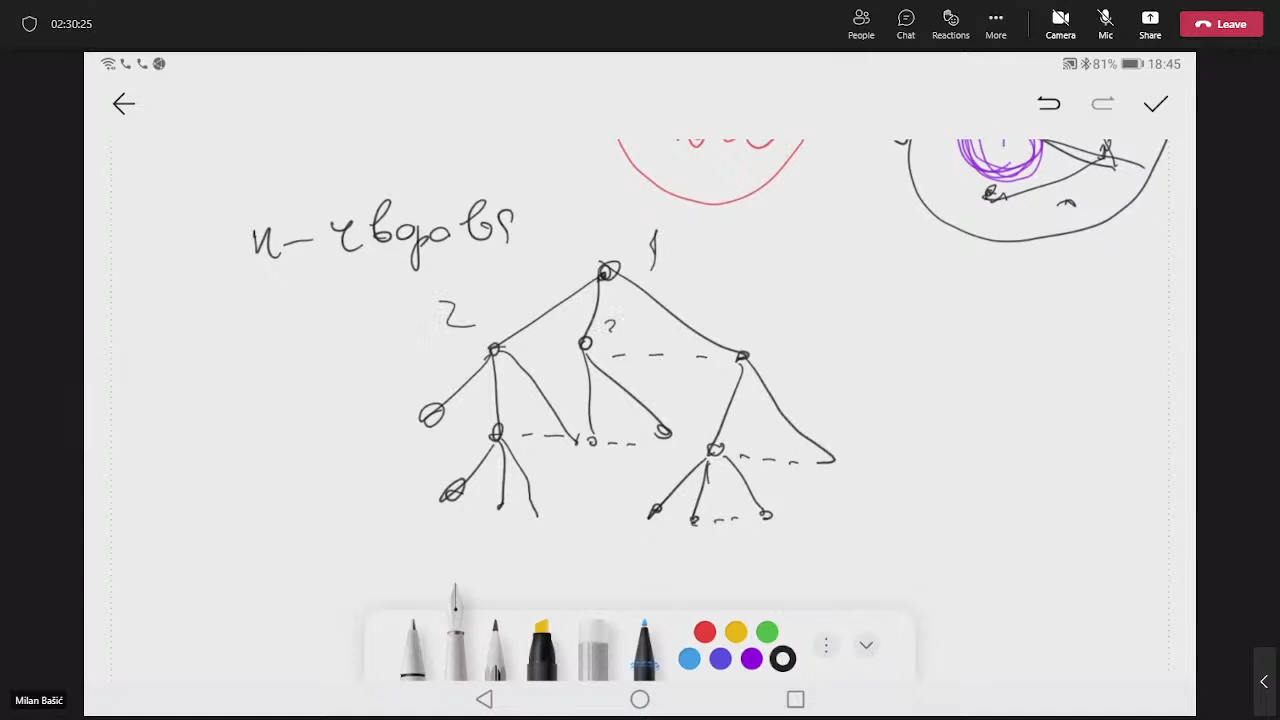 02:30:25
People
Chat
Reactions
More
Camera
Mic
Share
Leave
81%
18:45
n – чворова
1
2
?
Milan Bašić